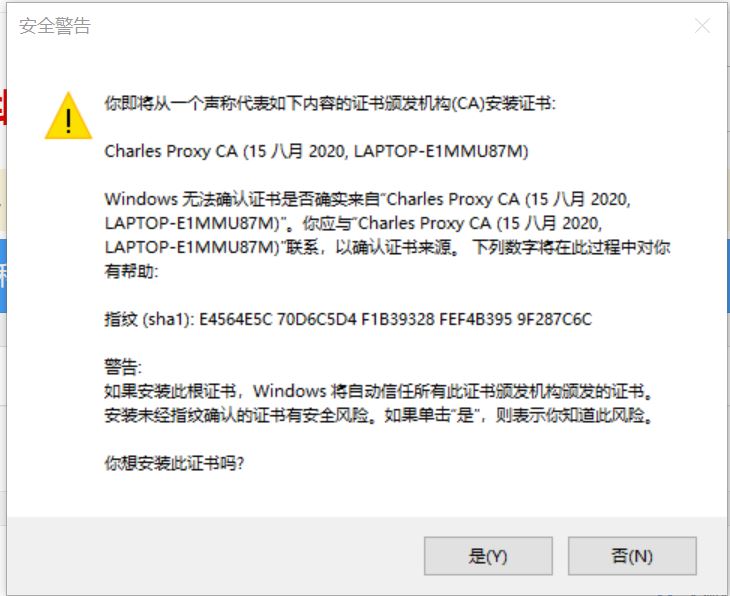 安全警告
你即将从一个声称代表如下内容的证书颁发机构(CA)安装证书:
Charles Proxy CA (15 八月 2020, LAPTOP-E1MMU87M)
Windows 无法确认证书是否确实来自“Charles Proxy CA (15 八月 2020,
LAPTOP-E1MMU87M)”。你应与“Charles Proxy CA (15 八月 2020,
LAPTOP-E1MMU87M)”联系，以确认证书来源。 下列数字将在此过程中对你
有帮助:
指纹 (sha1): E4564E5C 70D6C5D4 F1B39328 FEF4B395 9F287C6C
警告:
如果安装此根证书，Windows 将自动信任所有此证书颁发机构颁发的证书。
安装未经指纹确认的证书有安全风险。如果单击“是”，则表示你知道此风险。
你想安装此证书吗?
是(Y)
否(N)